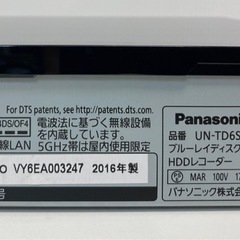 For DTS patents, see http://patents.dts.com.
電波法に基づく無線設備
を内蔵しています。
5GHz帯は屋内使用限定
4DS/OF4
線LAN
VY6EA003247 2016年製
号
Panasonic
品番 UN-TD6S
ブルーレイディスク
HDDレコーダー
MAR 100V
パナソニック株式会